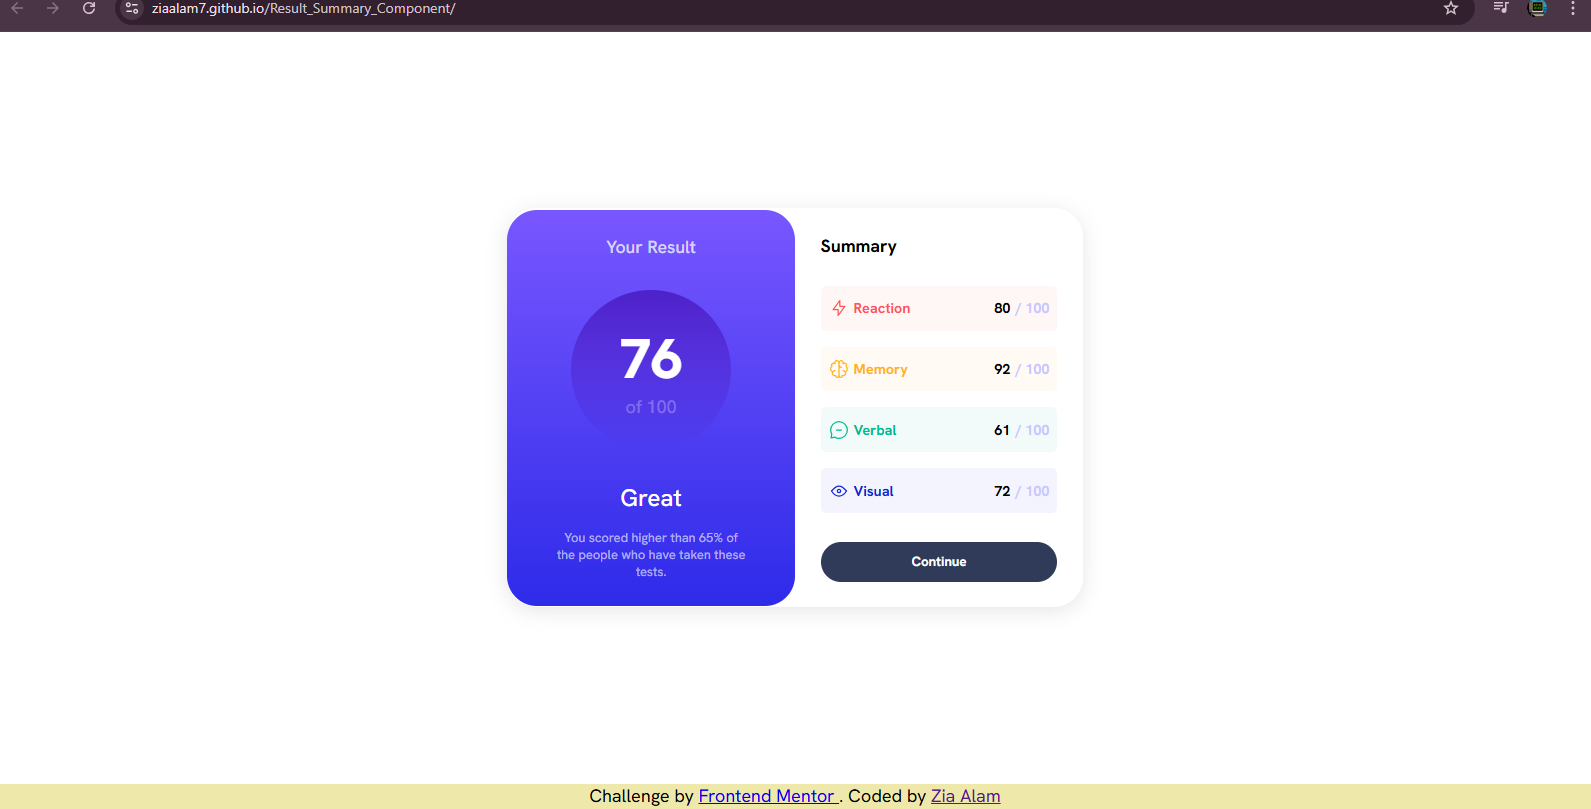 ziaalam7.github.io/Result_Summary_Component/
Your Result
76
of 100
Great
You scored higher than 65% of
the people who have taken these
tests.
Summary
Reaction 80 / 100
Memory 92 / 100
Verbal 61 / 100
Visual 72 / 100
Continue
Challenge by Frontend Mentor . Coded by Zia Alam